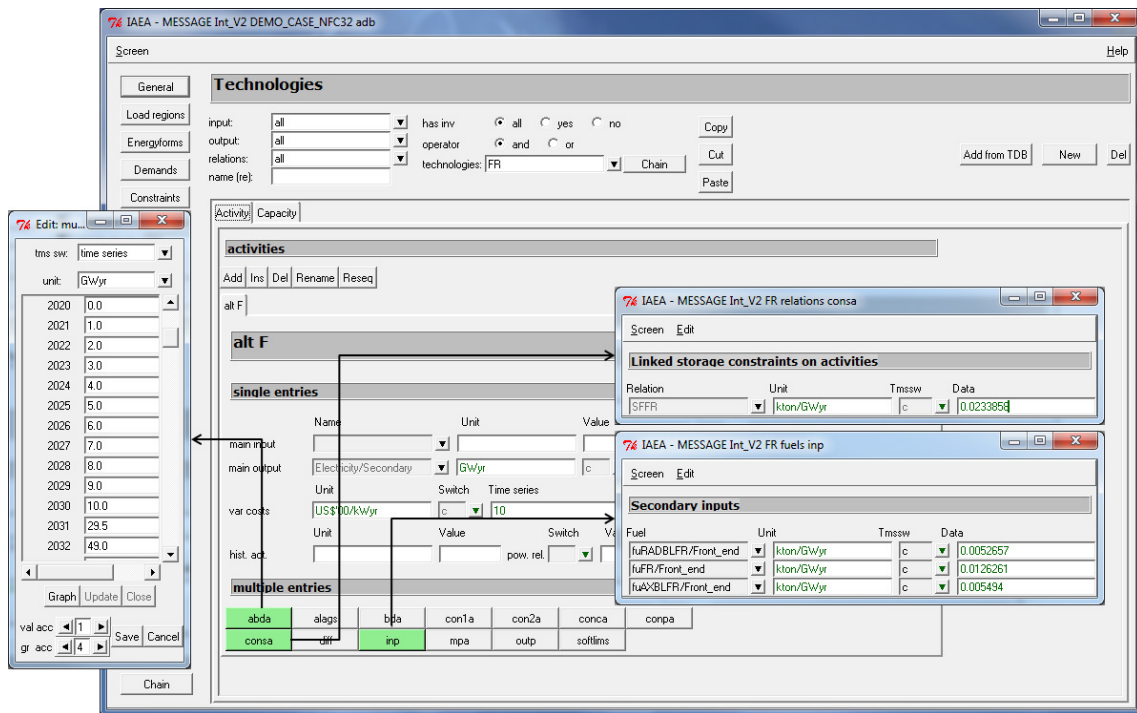 IAEA - MESSAGE Int_V2 DEMO_CASE_NFC32 adb
Screen Help
General
Load regions
Energyforms
Demands
Constraints
Technologies
input: all has inv all yes no Copy
output: all operator and or Cut Add from TDB New Del
relations: all technologies: FR Chain
name (re): Paste
Activity Capacity
activities
Add Ins Del Rename Reseq
alt F
alt F
single entries
Name Unit Value
main input
main output Electricity/Secondary GWyr c
Unit Switch Time series
var costs US$'00/kWyr c 10
Unit Value Switch
hist. act. pow. rel.
multiple entries
abda alags bda con1a con2a conca conpa
consa diff inp mpa outp softlims
Chain
Edit: mu...
tms sw: time series
unit: GWyr
2020 0.0
2021 1.0
2022 2.0
2023 3.0
2024 4.0
2025 5.0
2026 6.0
2027 7.0
2028 8.0
2029 9.0
2030 10.0
2031 29.5
2032 49.0
Graph Update Close
val acc 1 Save Cancel
gr acc 4
IAEA - MESSAGE Int_V2 FR relations consa
Screen Edit
Linked storage constraints on activities
Relation Unit Tmssw Data
SFFR kton/GWyr c 0.0233858
IAEA - MESSAGE Int_V2 FR fuels inp
Screen Edit
Secondary inputs
Fuel Unit Tmssw Data
fuRADBLFR/Front_end kton/GWyr c 0.0052657
fuFR/Front_end kton/GWyr c 0.0126261
fuAXBLFR/Front_end kton/GWyr c 0.005494